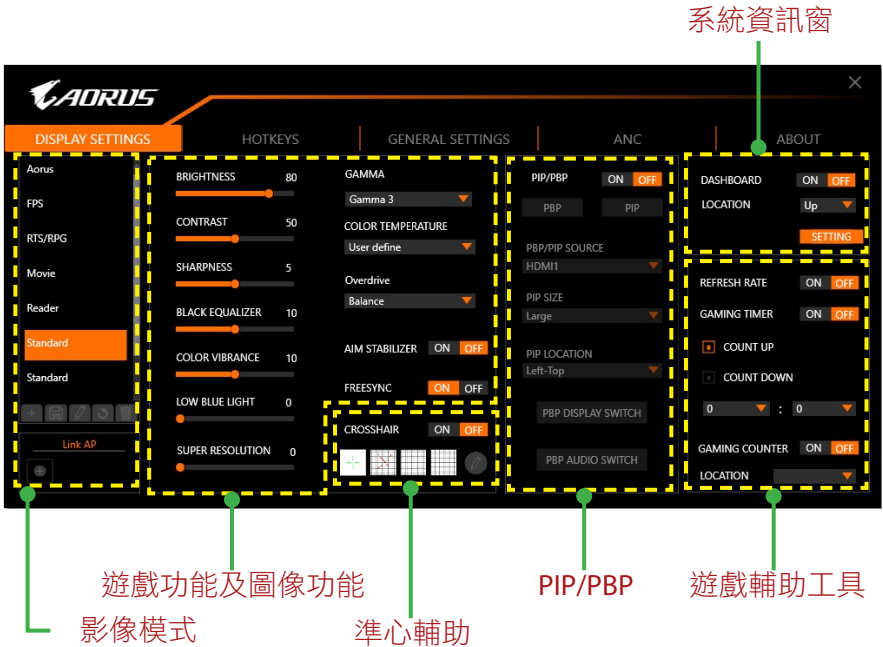 系統資訊窗
AORUS
DISPLAY SETTINGS
HOTKEYS
GENERAL SETTINGS
ANC
ABOUT
Aorus
FPS
RTS/RPG
Movie
Reader
Standard
Standard
Link AP
BRIGHTNESS 80
CONTRAST 50
SHARPNESS 5
BLACK EQUALIZER 10
COLOR VIBRANCE 10
LOW BLUE LIGHT 0
SUPER RESOLUTION 0
GAMMA
Gamma 3
COLOR TEMPERATURE
User define
Overdrive
Balance
AIM STABILIZER ON OFF
FREESYNC ON OFF
CROSSHAIR ON OFF
PIP/PBP ON OFF
PBP PIP
PBP/PIP SOURCE
HDMI1
PIP SIZE
Large
PIP LOCATION
Left-Top
PBP DISPLAY SWITCH
PBP AUDIO SWITCH
DASHBOARD ON OFF
LOCATION Up
SETTING
REFRESH RATE ON OFF
GAMING TIMER ON OFF
COUNT UP
COUNT DOWN
0 : 0
GAMING COUNTER ON OFF
LOCATION
遊戲功能及圖像功能
PIP/PBP
遊戲輔助工具
影像模式
準心輔助